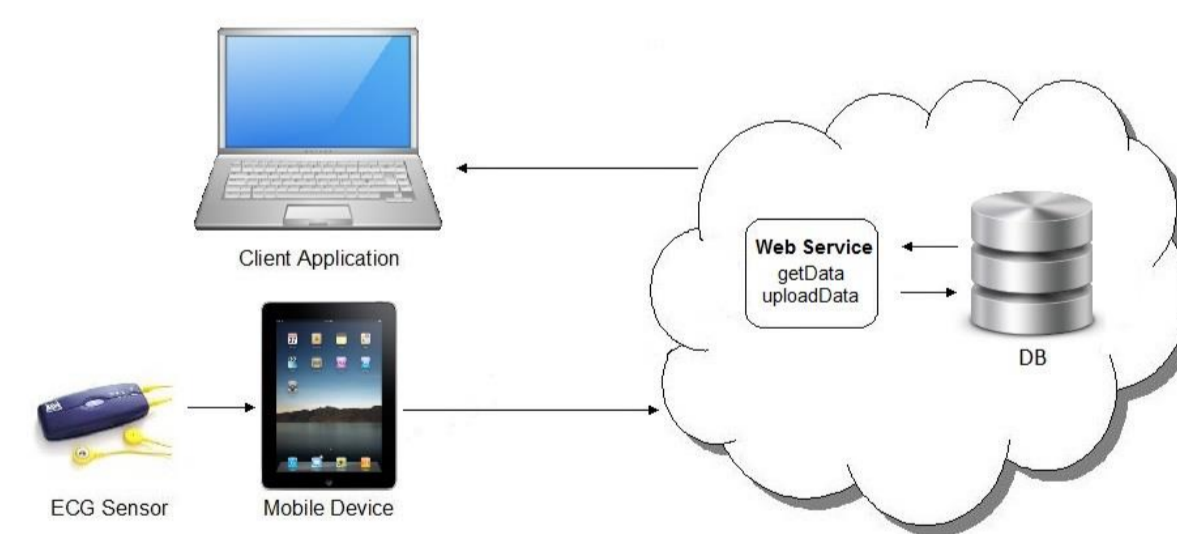 Client Application
Web Service
getData
uploadData
DB
ECG Sensor
Mobile Device